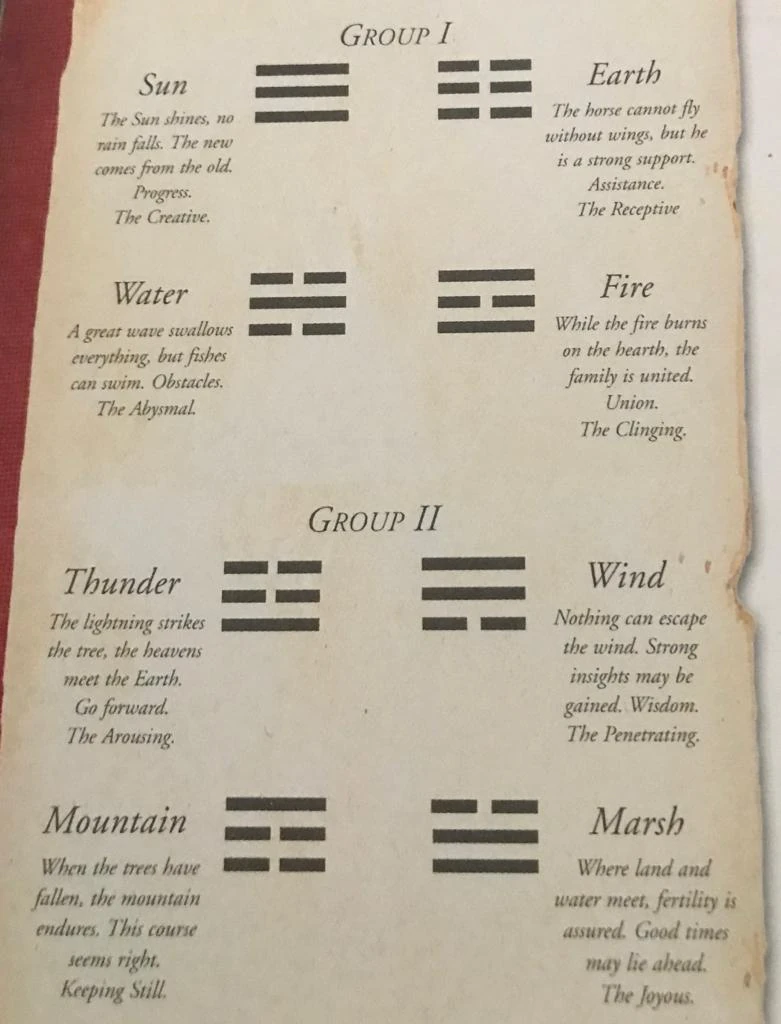 GROUP I
Sun
The Sun shines, no
rain falls. The new
comes from the old.
Progress.
The Creative.
Earth
The horse cannot fly
without wings, but he
is a strong support.
Assistance.
The Receptive
Water
A great wave swallows
everything, but fishes
can swim. Obstacles.
The Abysmal.
Fire
While the fire burns
on the hearth, the
family is united.
Union.
The Clinging.
GROUP II
Thunder
The lightning strikes
the tree, the heavens
meet the Earth.
Go forward.
The Arousing.
Wind
Nothing can escape
the wind. Strong
insights may be
gained. Wisdom.
The Penetrating.
Mountain
When the trees have
fallen, the mountain
endures. This course
seems right.
Keeping Still.
Marsh
Where land and
water meet, fertility is
assured. Good times
may lie ahead.
The Joyous.